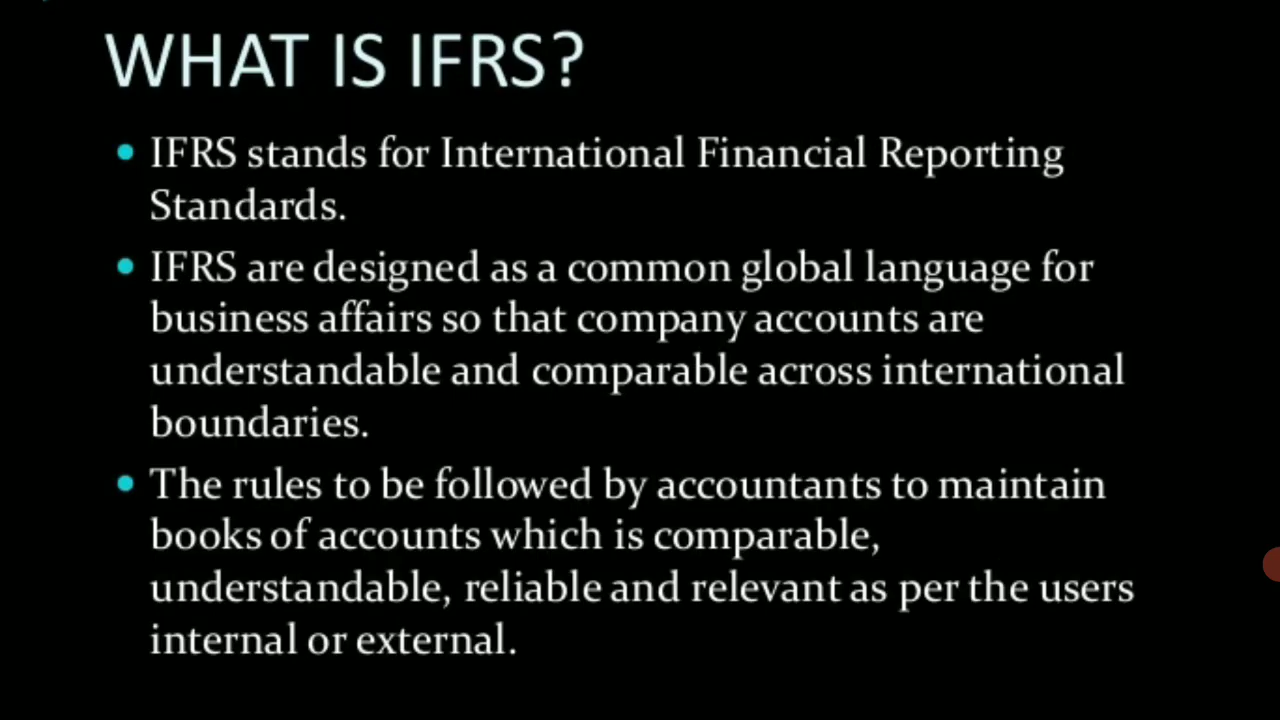 WHAT IS IFRS?
• IFRS stands for International Financial Reporting
Standards.
• IFRS are designed as a common global language for
business affairs so that company accounts are
understandable and comparable across international
boundaries.
• The rules to be followed by accountants to maintain
books of accounts which is comparable,
understandable, reliable and relevant as per the users
internal or external.